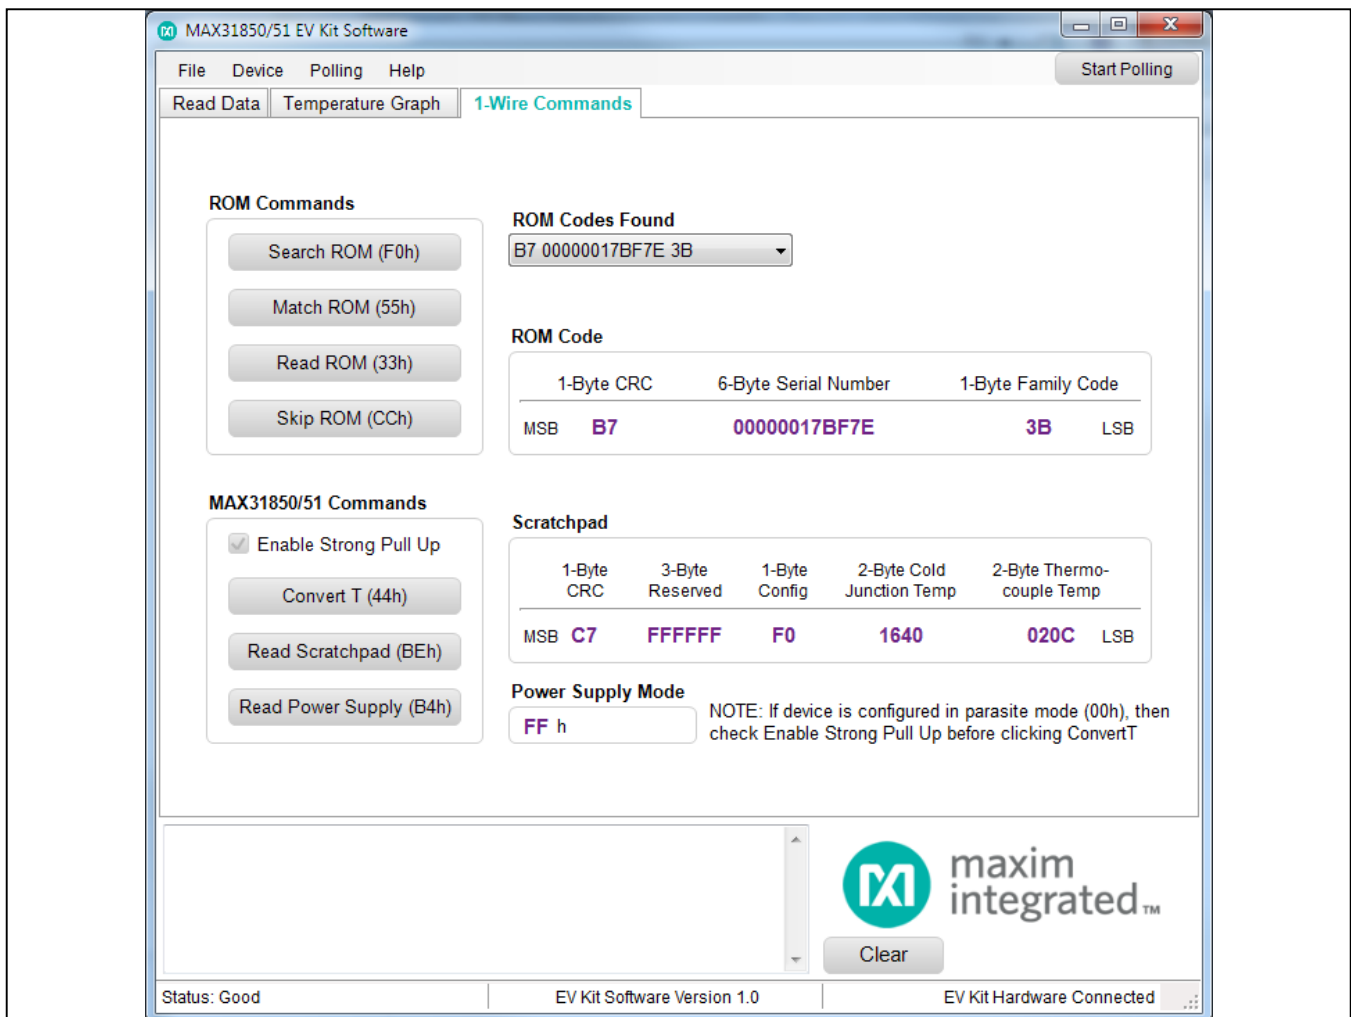 MAX31850/51 EV Kit Software
File Device Polling Help Start Polling
Read Data Temperature Graph 1-Wire Commands
ROM Commands
Search ROM (F0h)
Match ROM (55h)
Read ROM (33h)
Skip ROM (CCh)
ROM Codes Found
B7 00000017BF7E 3B
ROM Code
1-Byte CRC 6-Byte Serial Number 1-Byte Family Code
MSB B7 00000017BF7E 3B LSB
MAX31850/51 Commands
Enable Strong Pull Up
Convert T (44h)
Read Scratchpad (BEh)
Read Power Supply (B4h)
Scratchpad
1-Byte 3-Byte 1-Byte 2-Byte Cold 2-Byte Thermo-
CRC Reserved Config Junction Temp couple Temp
MSB C7 FFFFFF F0 1640 020C LSB
Power Supply Mode
FF h
NOTE: If device is configured in parasite mode (00h), then
check Enable Strong Pull Up before clicking ConvertT
maxim
integrated™
Clear
Status: Good EV Kit Software Version 1.0 EV Kit Hardware Connected